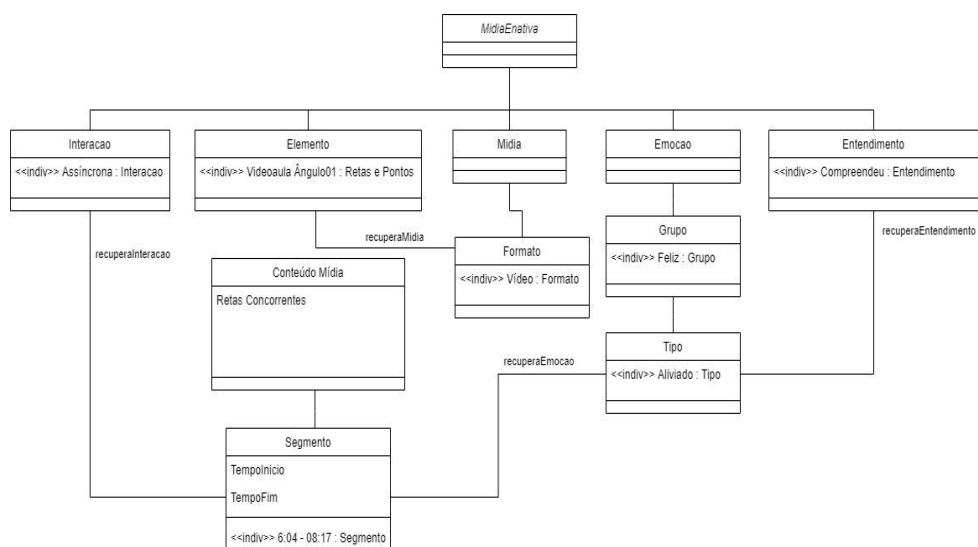 MidiaEnativa
Interacao
<<indiv>> Assíncrona : Interacao
Elemento
<<indiv>> Videoaula Ângulo01 : Retas e Pontos
Midia
Emocao
Entendimento
<<indiv>> Compreendeu : Entendimento
recuperaInteracao
recuperaMidia
recuperaEntendimento
Formato
<<indiv>> Vídeo : Formato
Grupo
<<indiv>> Feliz : Grupo
Conteúdo Mídia
Retas Concorrentes
Tipo
<<indiv>> Aliviado : Tipo
recuperaEmocao
Segmento
TempoInicio
TempoFim
<<indiv>> 6:04 - 08:17 : Segmento